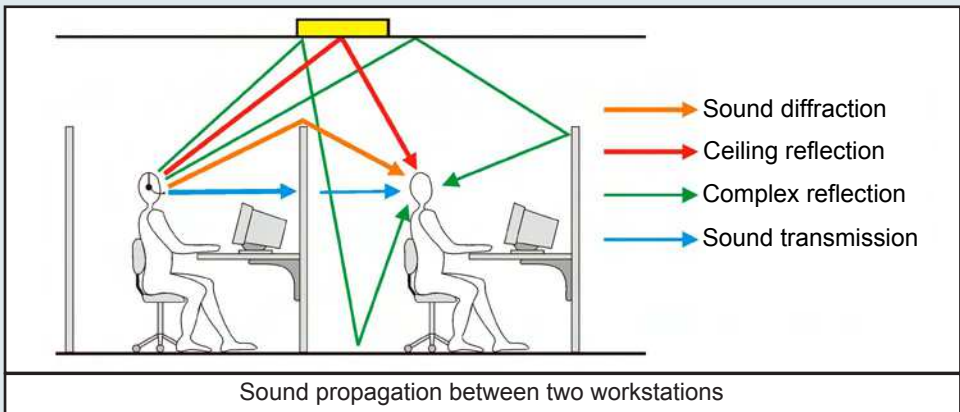 Sound diffraction
Ceiling reflection
Complex reflection
Sound transmission
Sound propagation between two workstations